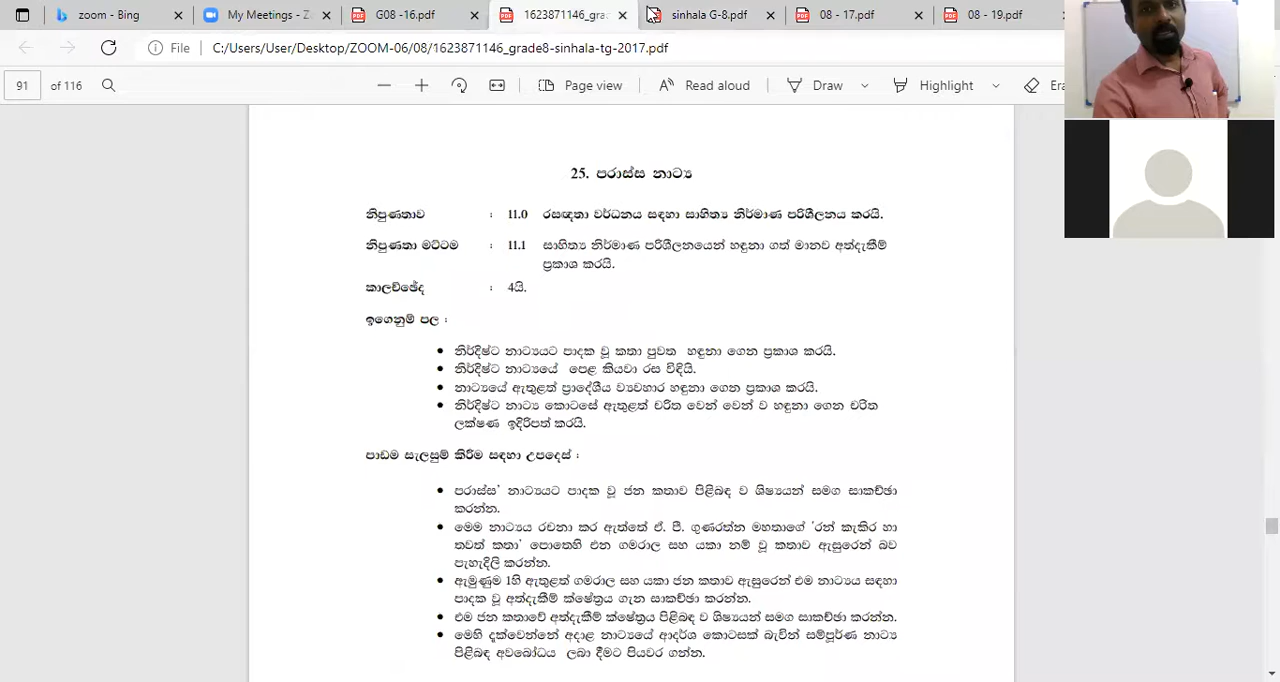 zoom - Bing
My Meetings - Zoom
G08 -16.pdf
1623871146_gra
sinhala G-8.pdf
08 - 17.pdf
08 - 19.pdf
File
C:/Users/User/Desktop/ZOOM-06/08/1623871146_grade8-sinhala-tg-2017.pdf
91 of 116
Page view
Read aloud
Draw
Highlight
25. පරාස්ස නාට්‍ය
නිපුණතාව : 11.0 රසඥතා වර්ධනය සඳහා සාහිත්‍ය නිර්මාණ පරිශීලනය කරයි.
නිපුණතා මට්ටම : 11.1 සාහිත්‍ය නිර්මාණ පරිශීලනයෙන් හඳුනා ගත් මානව අත්දැකීම්
ප්‍රකාශ කරයි.
කාලච්ඡේද : 4යි.
ඉගෙනුම් පල :
• නිර්දිෂ්ට නාට්‍යයට පාදක වූ කතා පුවත හඳුනා ගෙන ප්‍රකාශ කරයි.
• නිර්දිෂ්ට නාට්‍යයේ පෙළ කියවා රස විඳියි.
• නාට්‍යයේ ඇතුළත් ප්‍රාදේශීය ව්‍යවහාර හඳුනා ගෙන ප්‍රකාශ කරයි.
• නිර්දිෂ්ට නාට්‍ය කොටසේ ඇතුළත් චරිත වෙන් වෙන් ව හඳුනා ගෙන චරිත
ලක්ෂණ ඉදිරිපත් කරයි.
පාඩම සැලසුම් කිරීම සඳහා උපදෙස් :
• පරාස්ස' නාට්‍යයට පාදක වූ ජන කතාව පිළිබඳ ව ශිෂ්‍යයන් සමග සාකච්ඡා
කරන්න.
• මෙම නාට්‍යය රචනා කර ඇත්තේ ඒ. පී. ගුණරත්න මහතාගේ 'රන් කැකිර හා
තවත් කතා' පොතෙහි එන ගමරාල සහ යකා නම් වූ කතාව ඇසුරෙන් බව
පැහැදිලි කරන්න.
• ඇමුණුම 1හි ඇතුළත් ගමරාල සහ යකා ජන කතාව ඇසුරෙන් එම නාට්‍යය සඳහා
පාදක වූ අත්දැකීම් ක්ෂේත්‍රය ගැන සාකච්ඡා කරන්න.
• එම ජන කතාවේ අත්දැකීම් ක්ෂේත්‍රය පිළිබඳ ව ශිෂ්‍යයන් සමග සාකච්ඡා කරන්න.
• මෙහි දැක්වෙන්නේ අදාළ නාට්‍යයේ ආදර්ශ කොටසක් බැවින් සම්පූර්ණ නාට්‍ය
පිළිබඳ අවබෝධය ලබා දීමට පියවර ගන්න.